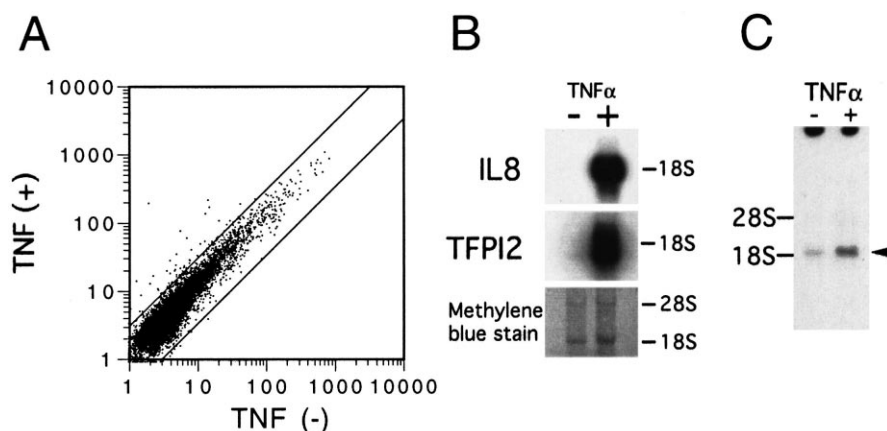 A
10000
1000
100
10
1
TNF (+)
1 10 100 1000 10000
TNF (-)
B
TNFα
- +
IL8
-18S
TFPI2
-18S
Methylene
blue stain
-28S
-18S
C
TNFα
- +
28S-
18S-